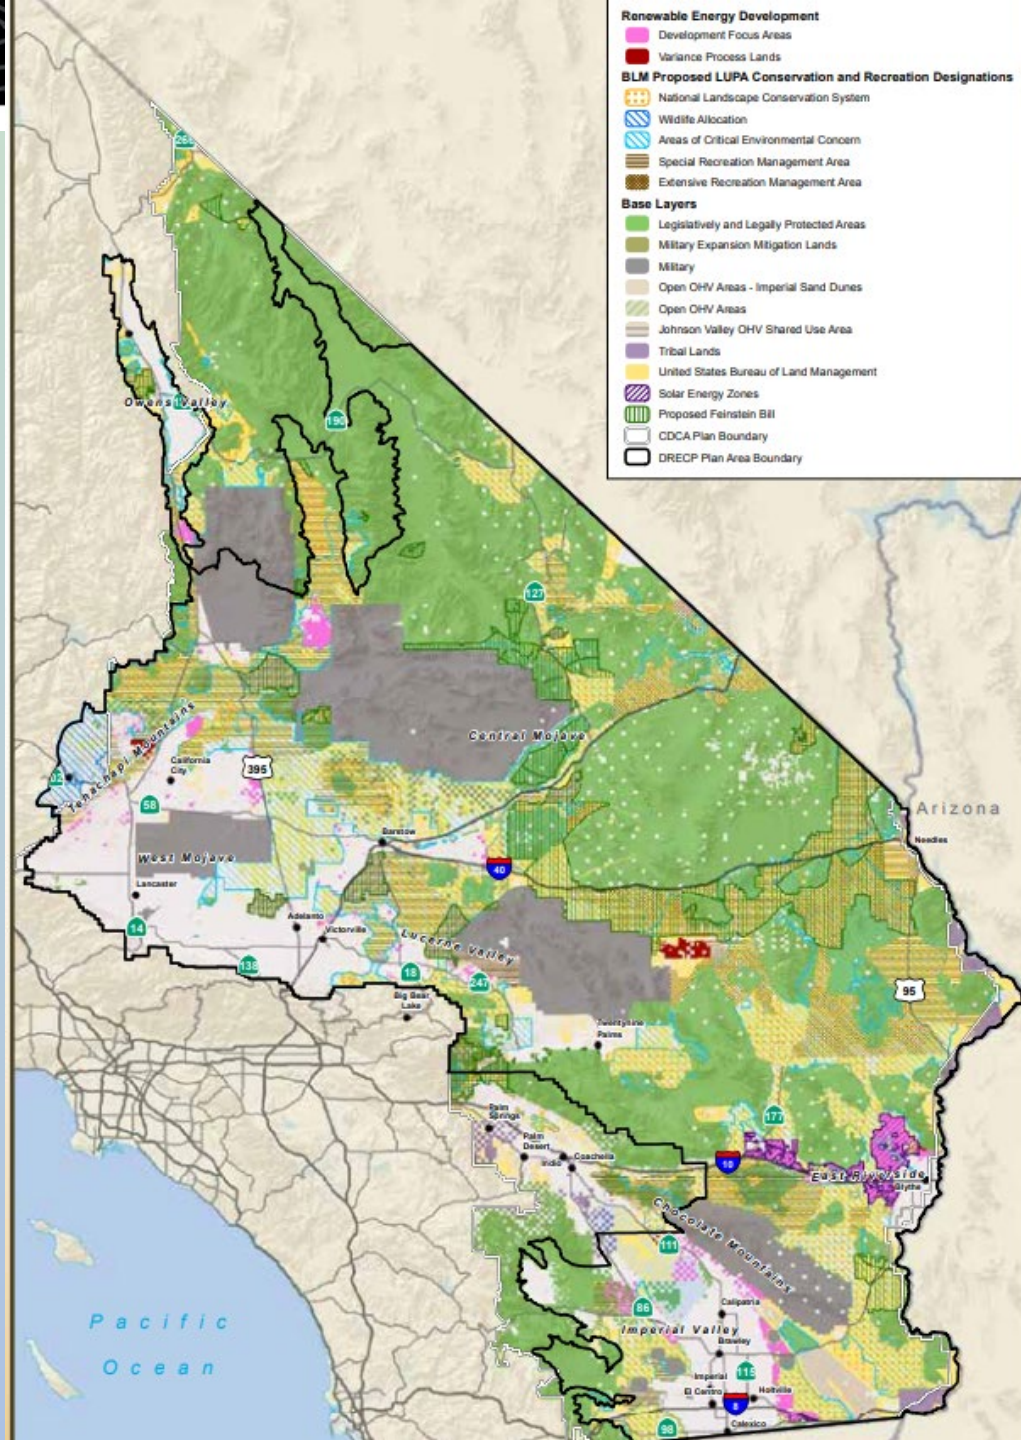 Renewable Energy Development
Development Focus Areas
Variance Process Lands
BLM Proposed LUPA Conservation and Recreation Designations
National Landscape Conservation System
Wildlife Allocation
Areas of Critical Environmental Concern
Special Recreation Management Area
Extensive Recreation Management Area
Base Layers
Legislatively and Legally Protected Areas
Military Expansion Mitigation Lands
Military
Open OHV Areas - Imperial Sand Dunes
Open OHV Areas
Johnson Valley OHV Shared Use Area
Tribal Lands
United States Bureau of Land Management
Solar Energy Zones
Proposed Feinstein Bill
CDCA Plan Boundary
DRECP Plan Area Boundary
Owens Valley
190
127
Central Mojave
Tehachapi Mountains
California
City
395
58
Arizona
Barstow
Needles
West Mojave
40
Lancaster
14
Adelanto
Victorville
Lucerne Valley
138
18
247
95
Big Bear
Lake
Twentynine
Palms
177
Palm
Springs
Palm
Desert
Indio
Coachella
10
East Riverside
Blythe
Chocolate Mountains
111
86
Calipatria
Imperial Valley
Brawley
Pacific
Ocean
Imperial
115
El Centro
Holtville
8
98
Calexico